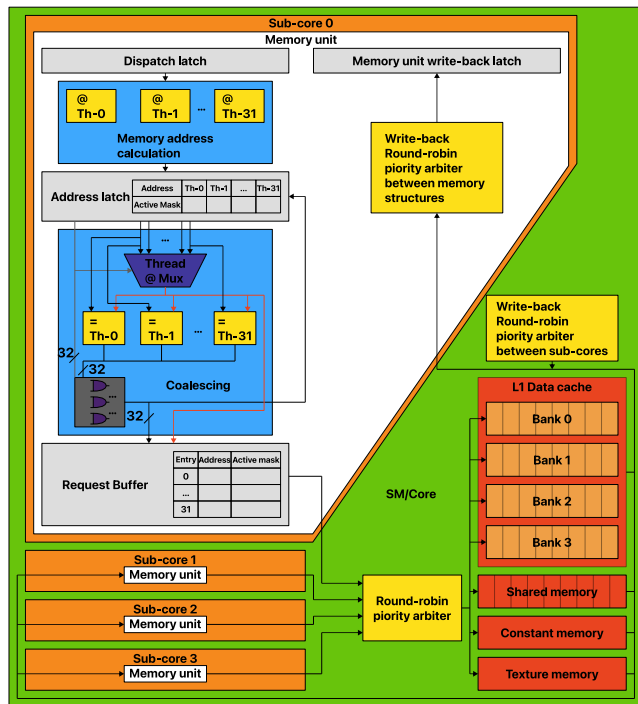 Sub-core 0
Memory unit
Dispatch latch
Memory unit write-back latch
@
Th-0
@
Th-1
...
@
Th-31
Memory address
calculation
Write-back
Round-robin
piority arbiter
between memory
structures
Address latch
Address Th-0 Th-1 ... Th-31
Active Mask
...
Thread
@ Mux
=
Th-0
=
Th-1
...
=
Th-31
32
32
...
...
Coalescing
32
Write-back
Round-robin
piority arbiter
between sub-cores
L1 Data cache
Bank 0
Bank 1
Bank 2
Bank 3
Request Buffer
Entry Address Active mask
0
...
31
SM/Core
Sub-core 1
Memory unit
Sub-core 2
Memory unit
Sub-core 3
Memory unit
Round-robin
piority arbiter
Shared memory
Constant memory
Texture memory